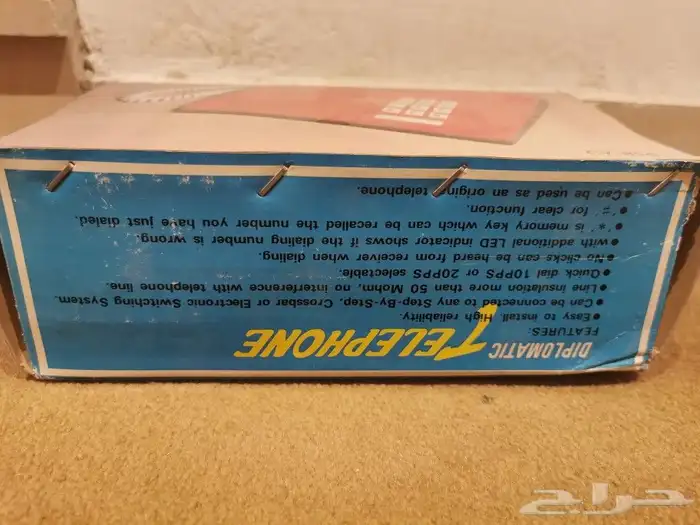 DIPLOMATIC TELEPHONE
FEATURES:
● Easy to install. High reliability.
● Can be connected to any Step-By-Step, Crossbar or Electronic Switching System.
● Line insulation more than 50 Mohm, no interference with telephone line.
● Quick dial 10PPS or 20PPS selectable.
● No clicks can be heard from receiver when dialing.
● with additional LED indicator shows if the dialing number is wrong.
● "*" is memory key which can be recalled the number you have just dialed.
● "=" for clear function.
● Can be used as an origina telephone.
حراج